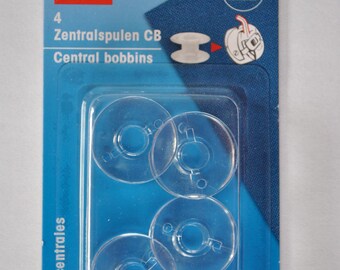 4
Zentralspulen CB
Central bobbins
centrales